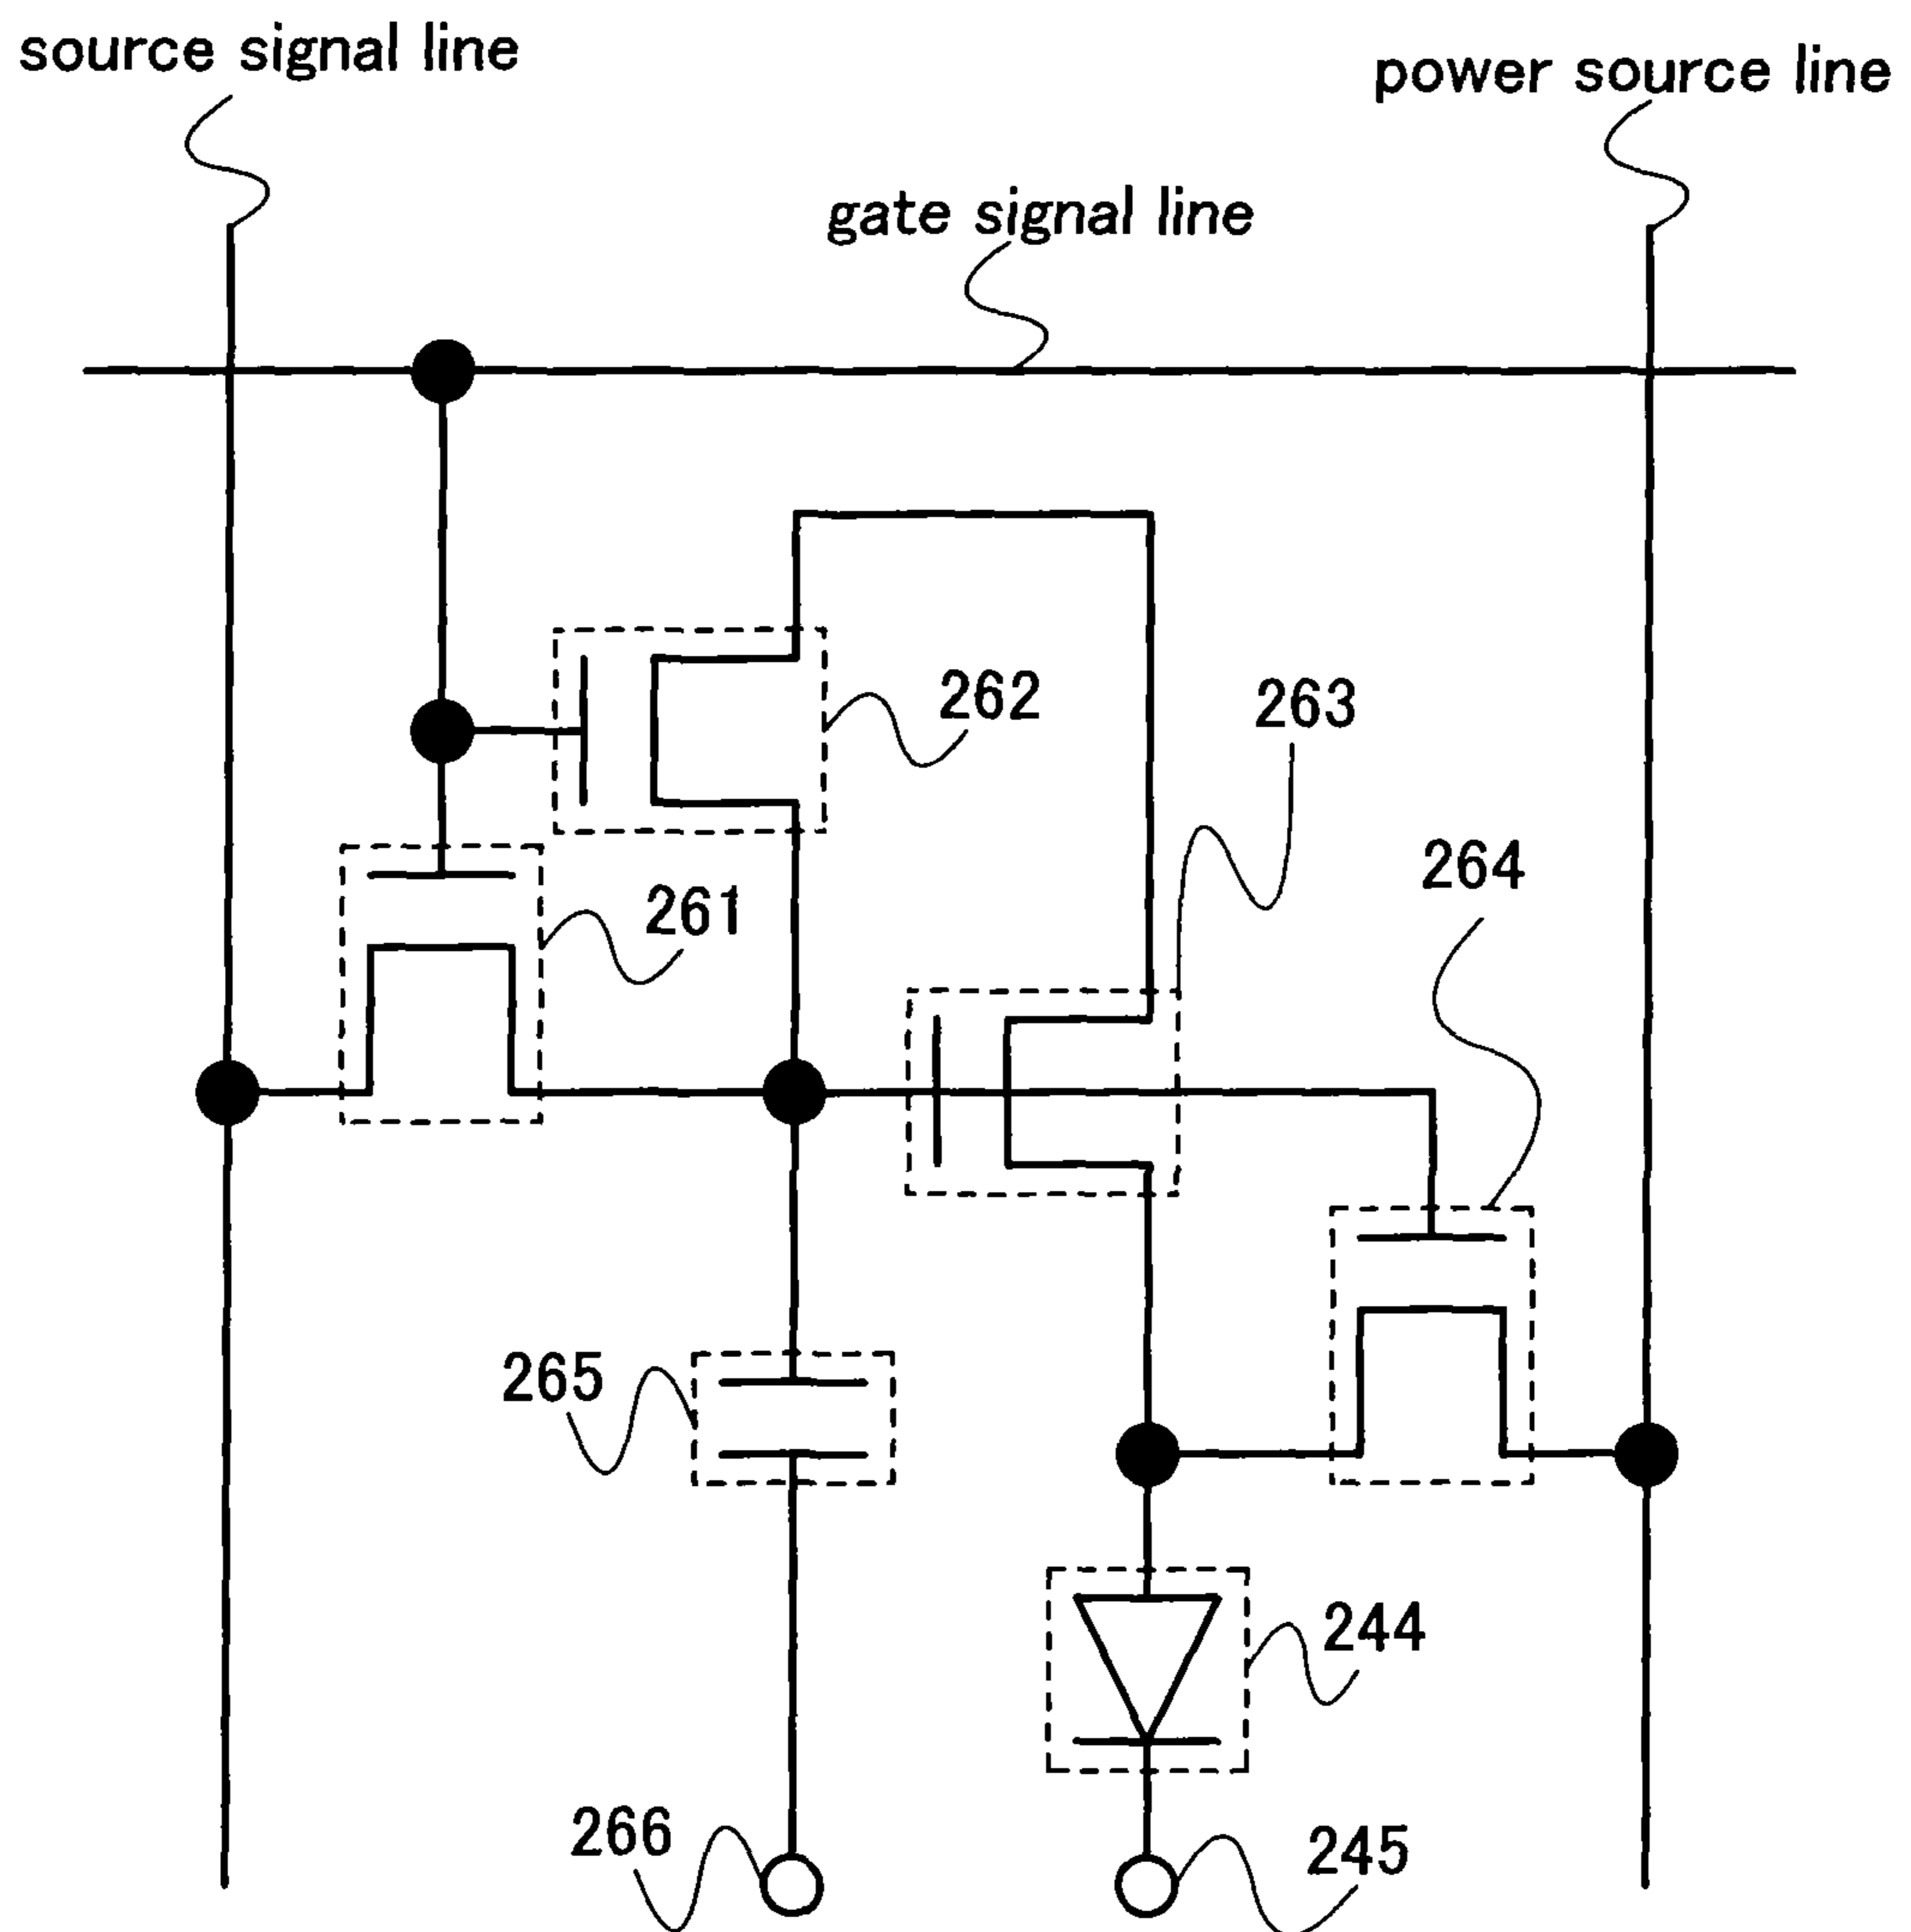 source signal line
power source line
gate signal line
262
263
264
261
265
244
266
245